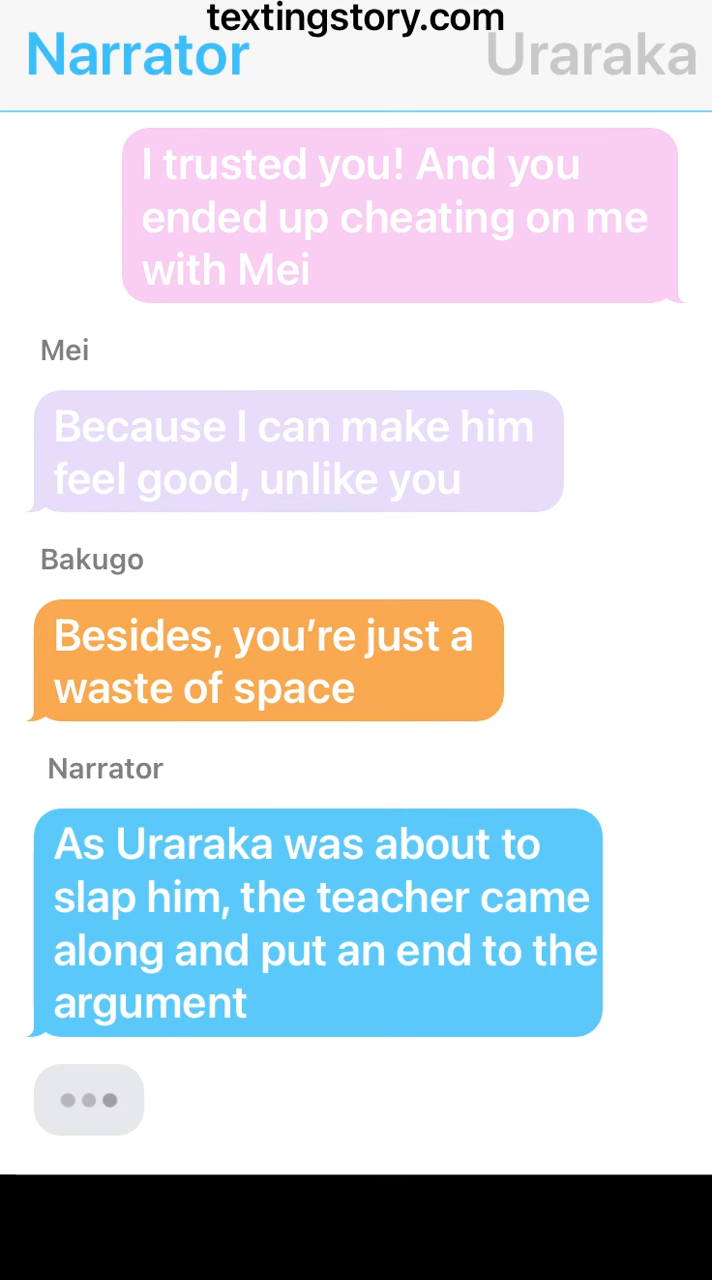 textingstory.com
Narrator Uraraka
I trusted you! And you
ended up cheating on me
with Mei
Mei
Because I can make him
feel good, unlike you
Bakugo
Besides, you’re just a
waste of space
Narrator
As Uraraka was about to
slap him, the teacher came
along and put an end to the
argument